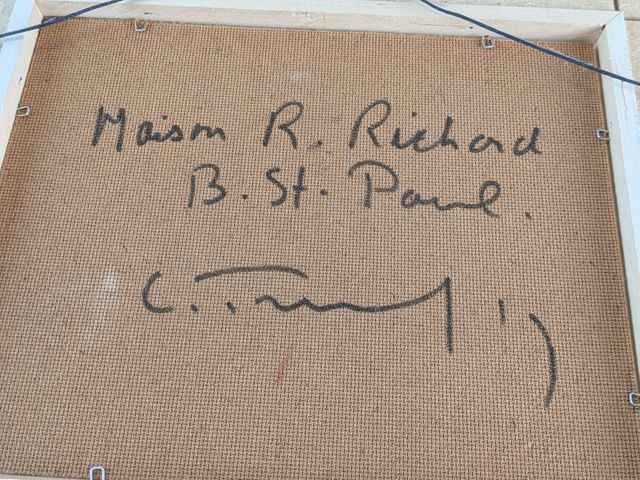 Maison R. Richard
B. St. Paul.
C.